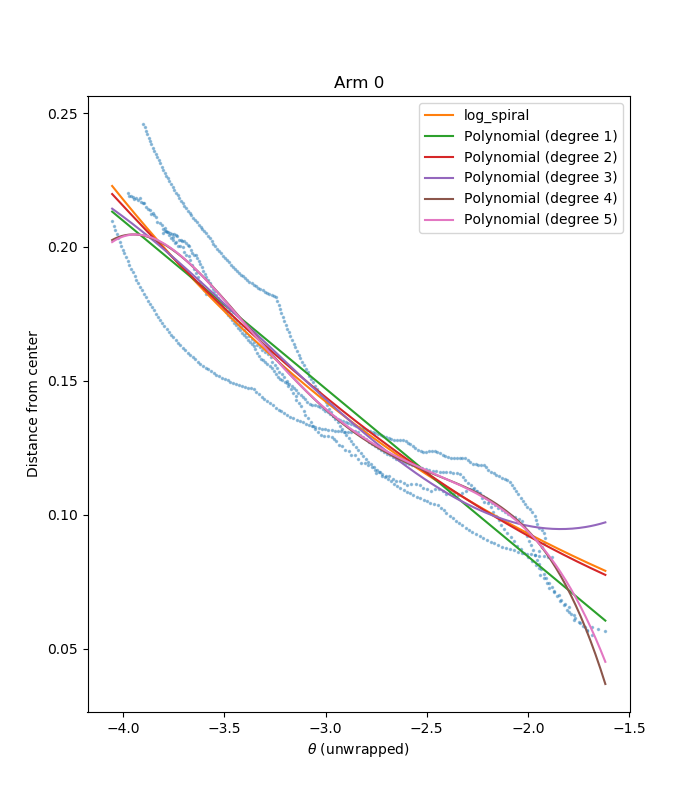 Arm 0
log_spiral
Polynomial (degree 1)
Polynomial (degree 2)
Polynomial (degree 3)
Polynomial (degree 4)
Polynomial (degree 5)
0.25
0.20
0.15
0.10
0.05
Distance from center
−4.0 −3.5 −3.0 −2.5 −2.0 −1.5
θ (unwrapped)